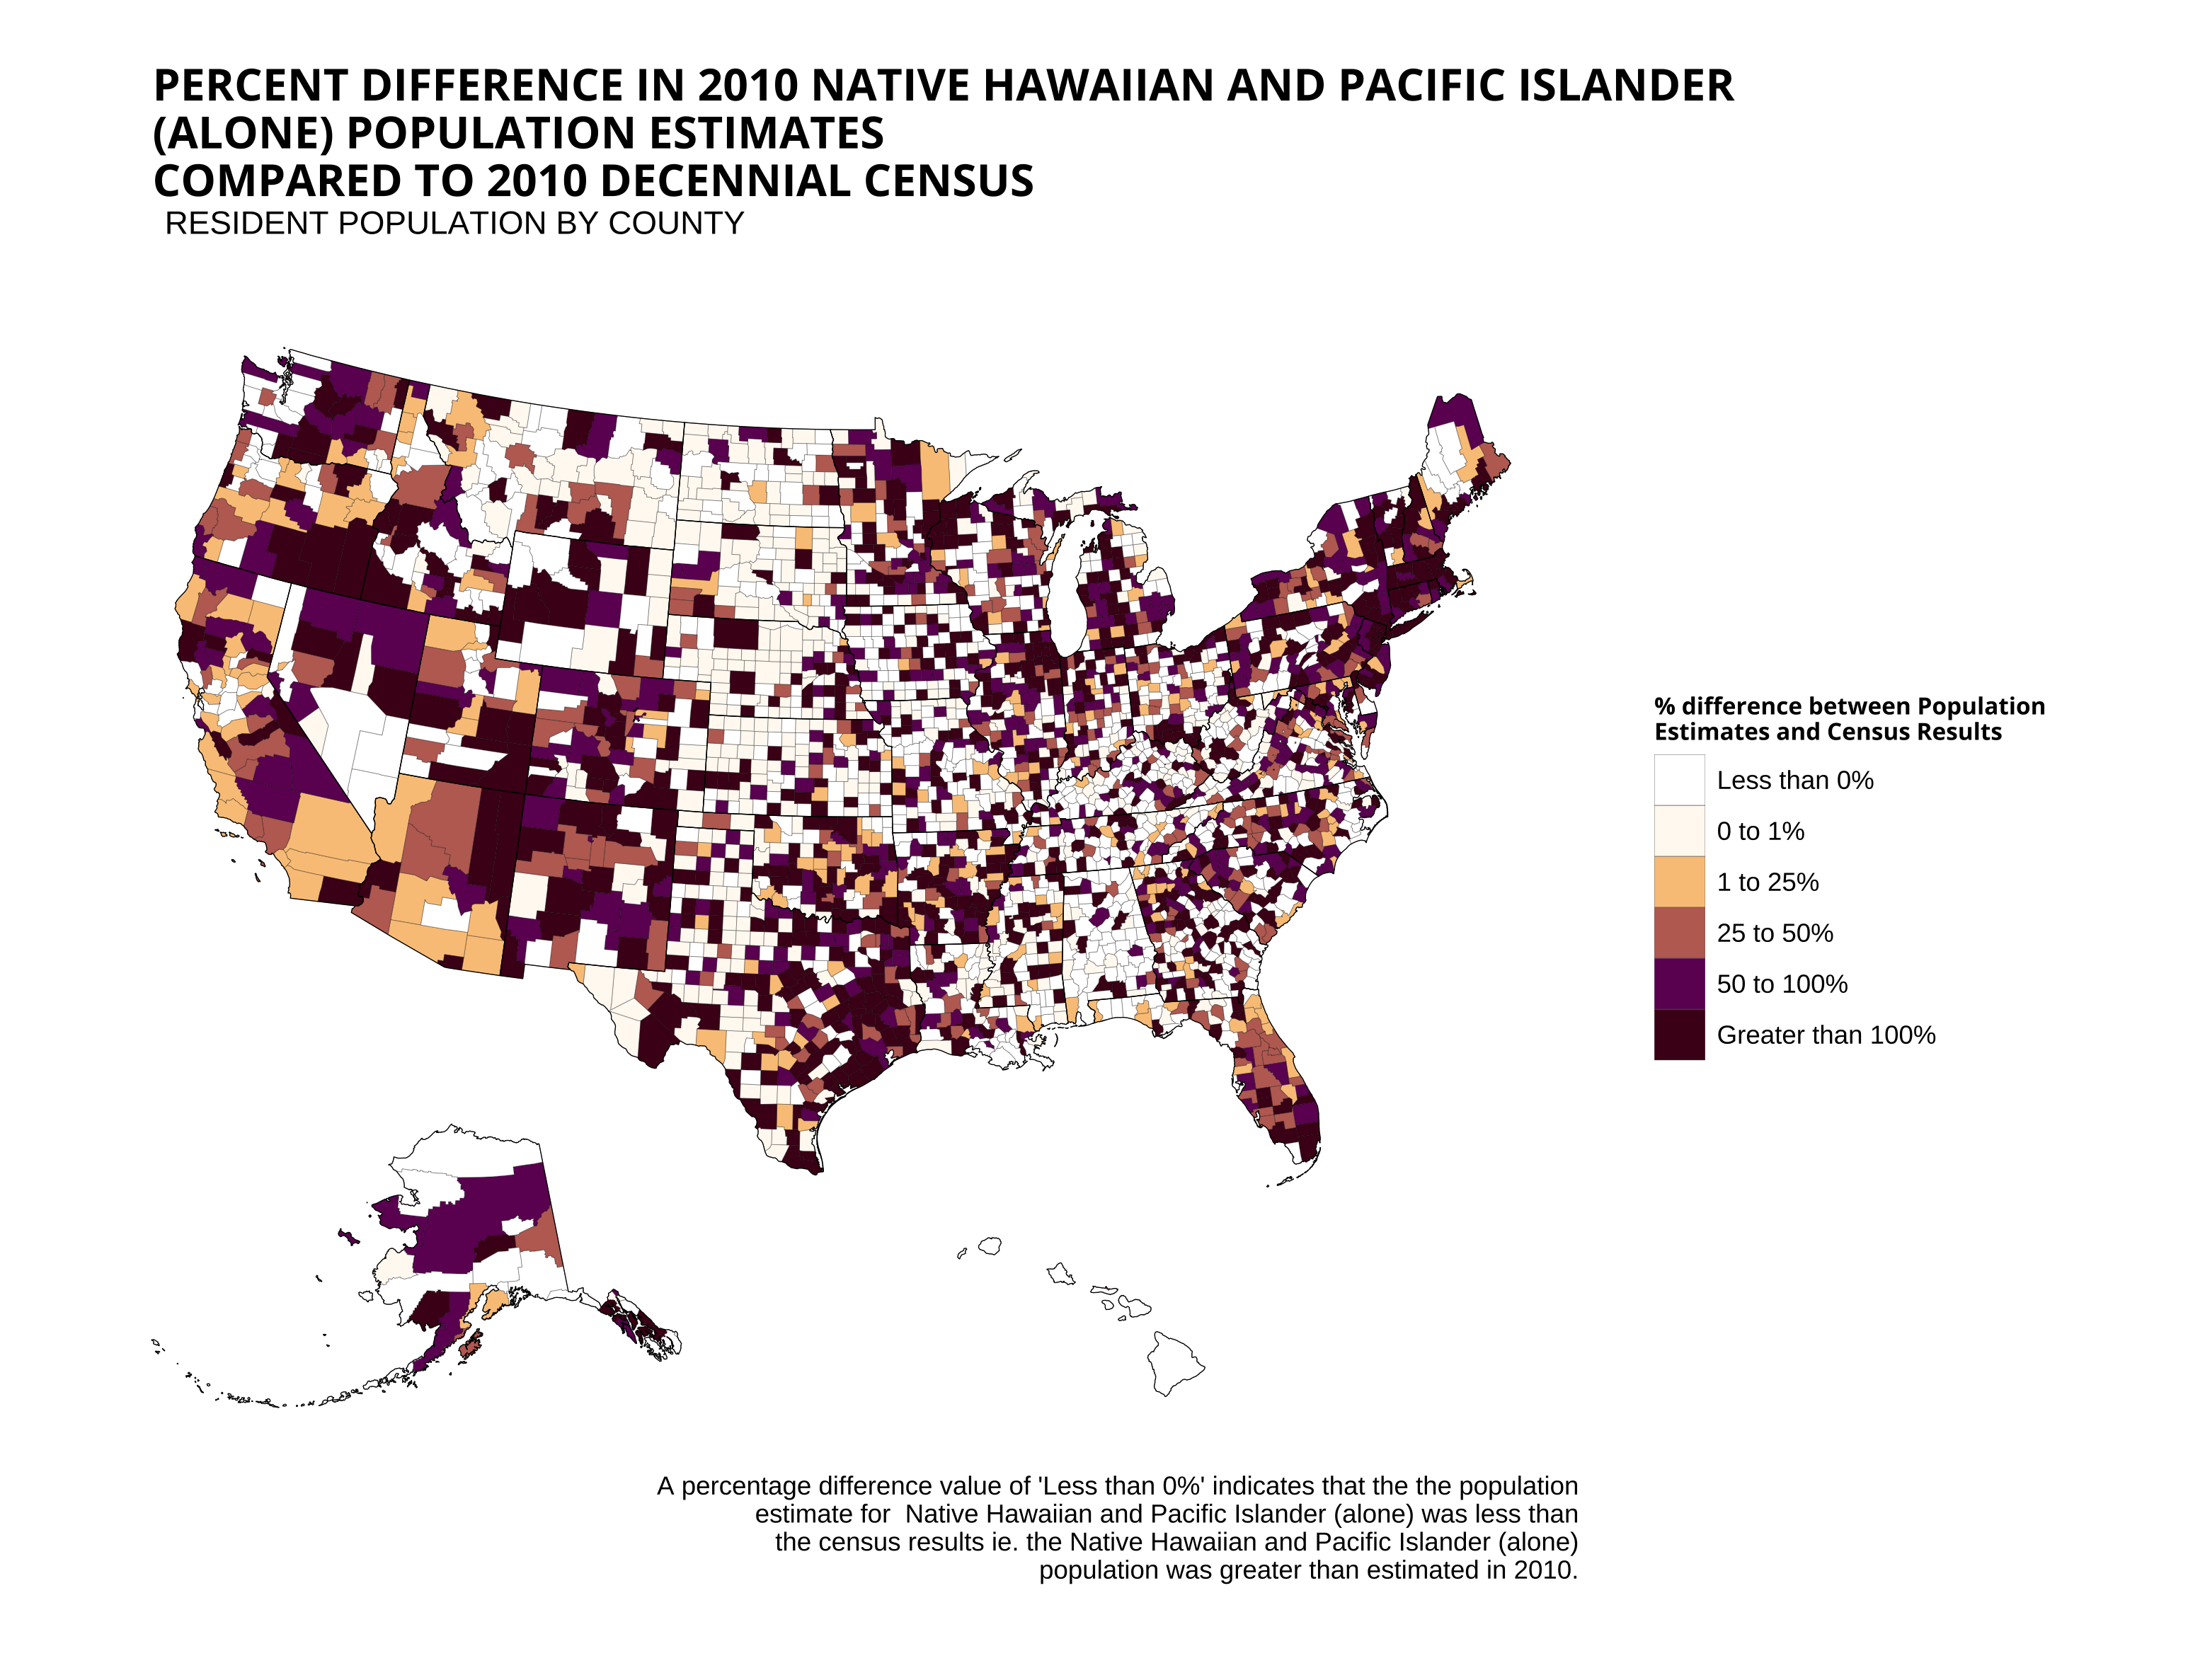 PERCENT DIFFERENCE IN 2010 NATIVE HAWAIIAN AND PACIFIC ISLANDER
(ALONE) POPULATION ESTIMATES
COMPARED TO 2010 DECENNIAL CENSUS
RESIDENT POPULATION BY COUNTY
% difference between Population
Estimates and Census Results
Less than 0%
0 to 1%
1 to 25%
25 to 50%
50 to 100%
Greater than 100%
A percentage difference value of 'Less than 0%' indicates that the the population
estimate for  Native Hawaiian and Pacific Islander (alone) was less than
the census results ie. the Native Hawaiian and Pacific Islander (alone)
population was greater than estimated in 2010.